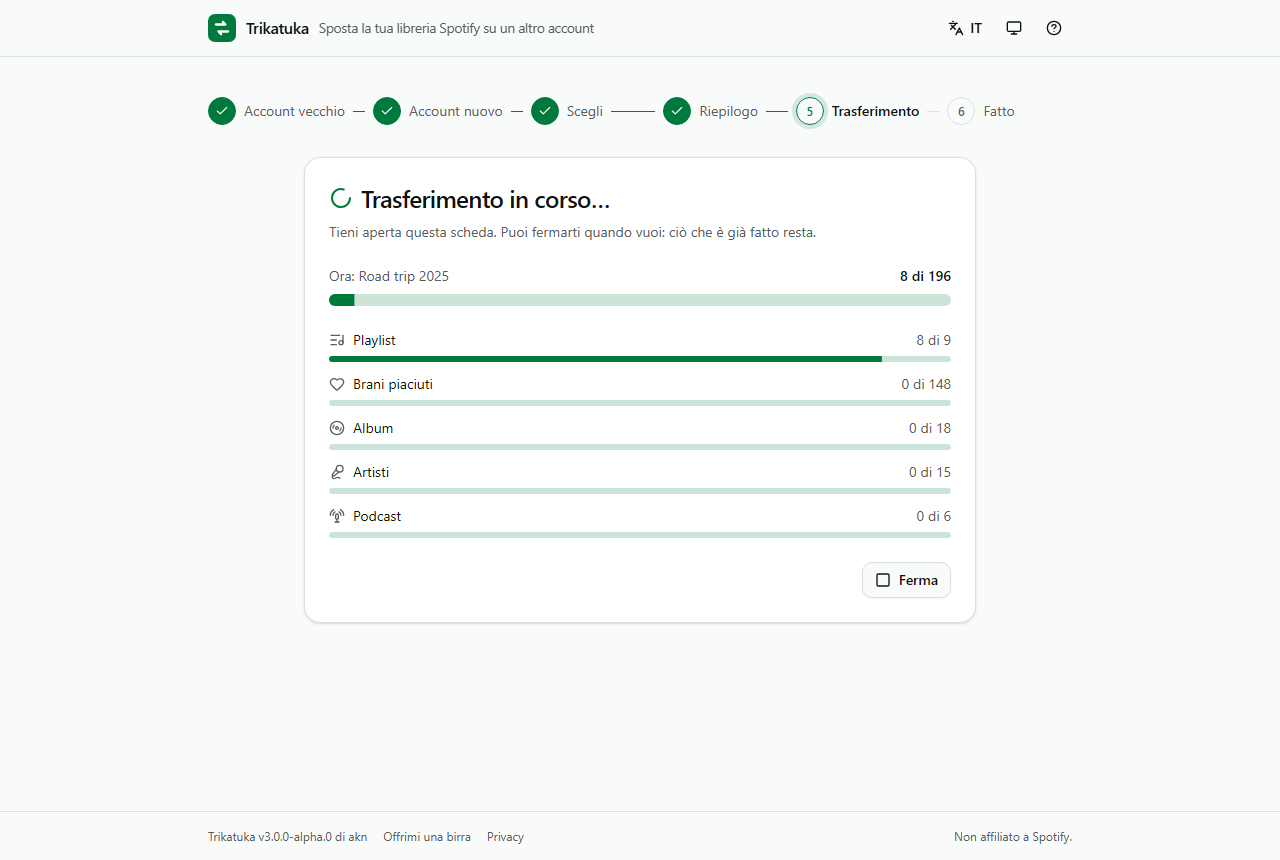 Trikatuka Sposta la tua libreria Spotify su un altro account IT
Account vecchio Account nuovo Scegli Riepilogo 5 Trasferimento 6 Fatto
Trasferimento in corso...
Tieni aperta questa scheda. Puoi fermarti quando vuoi: ciò che è già fatto resta.
Ora: Road trip 2025 8 di 196
Playlist 8 di 9
Brani piaciuti 0 di 148
Album 0 di 18
Artisti 0 di 15
Podcast 0 di 6
Ferma
Trikatuka v3.0.0-alpha.0 di akn Offrimi una birra Privacy Non affiliato a Spotify.